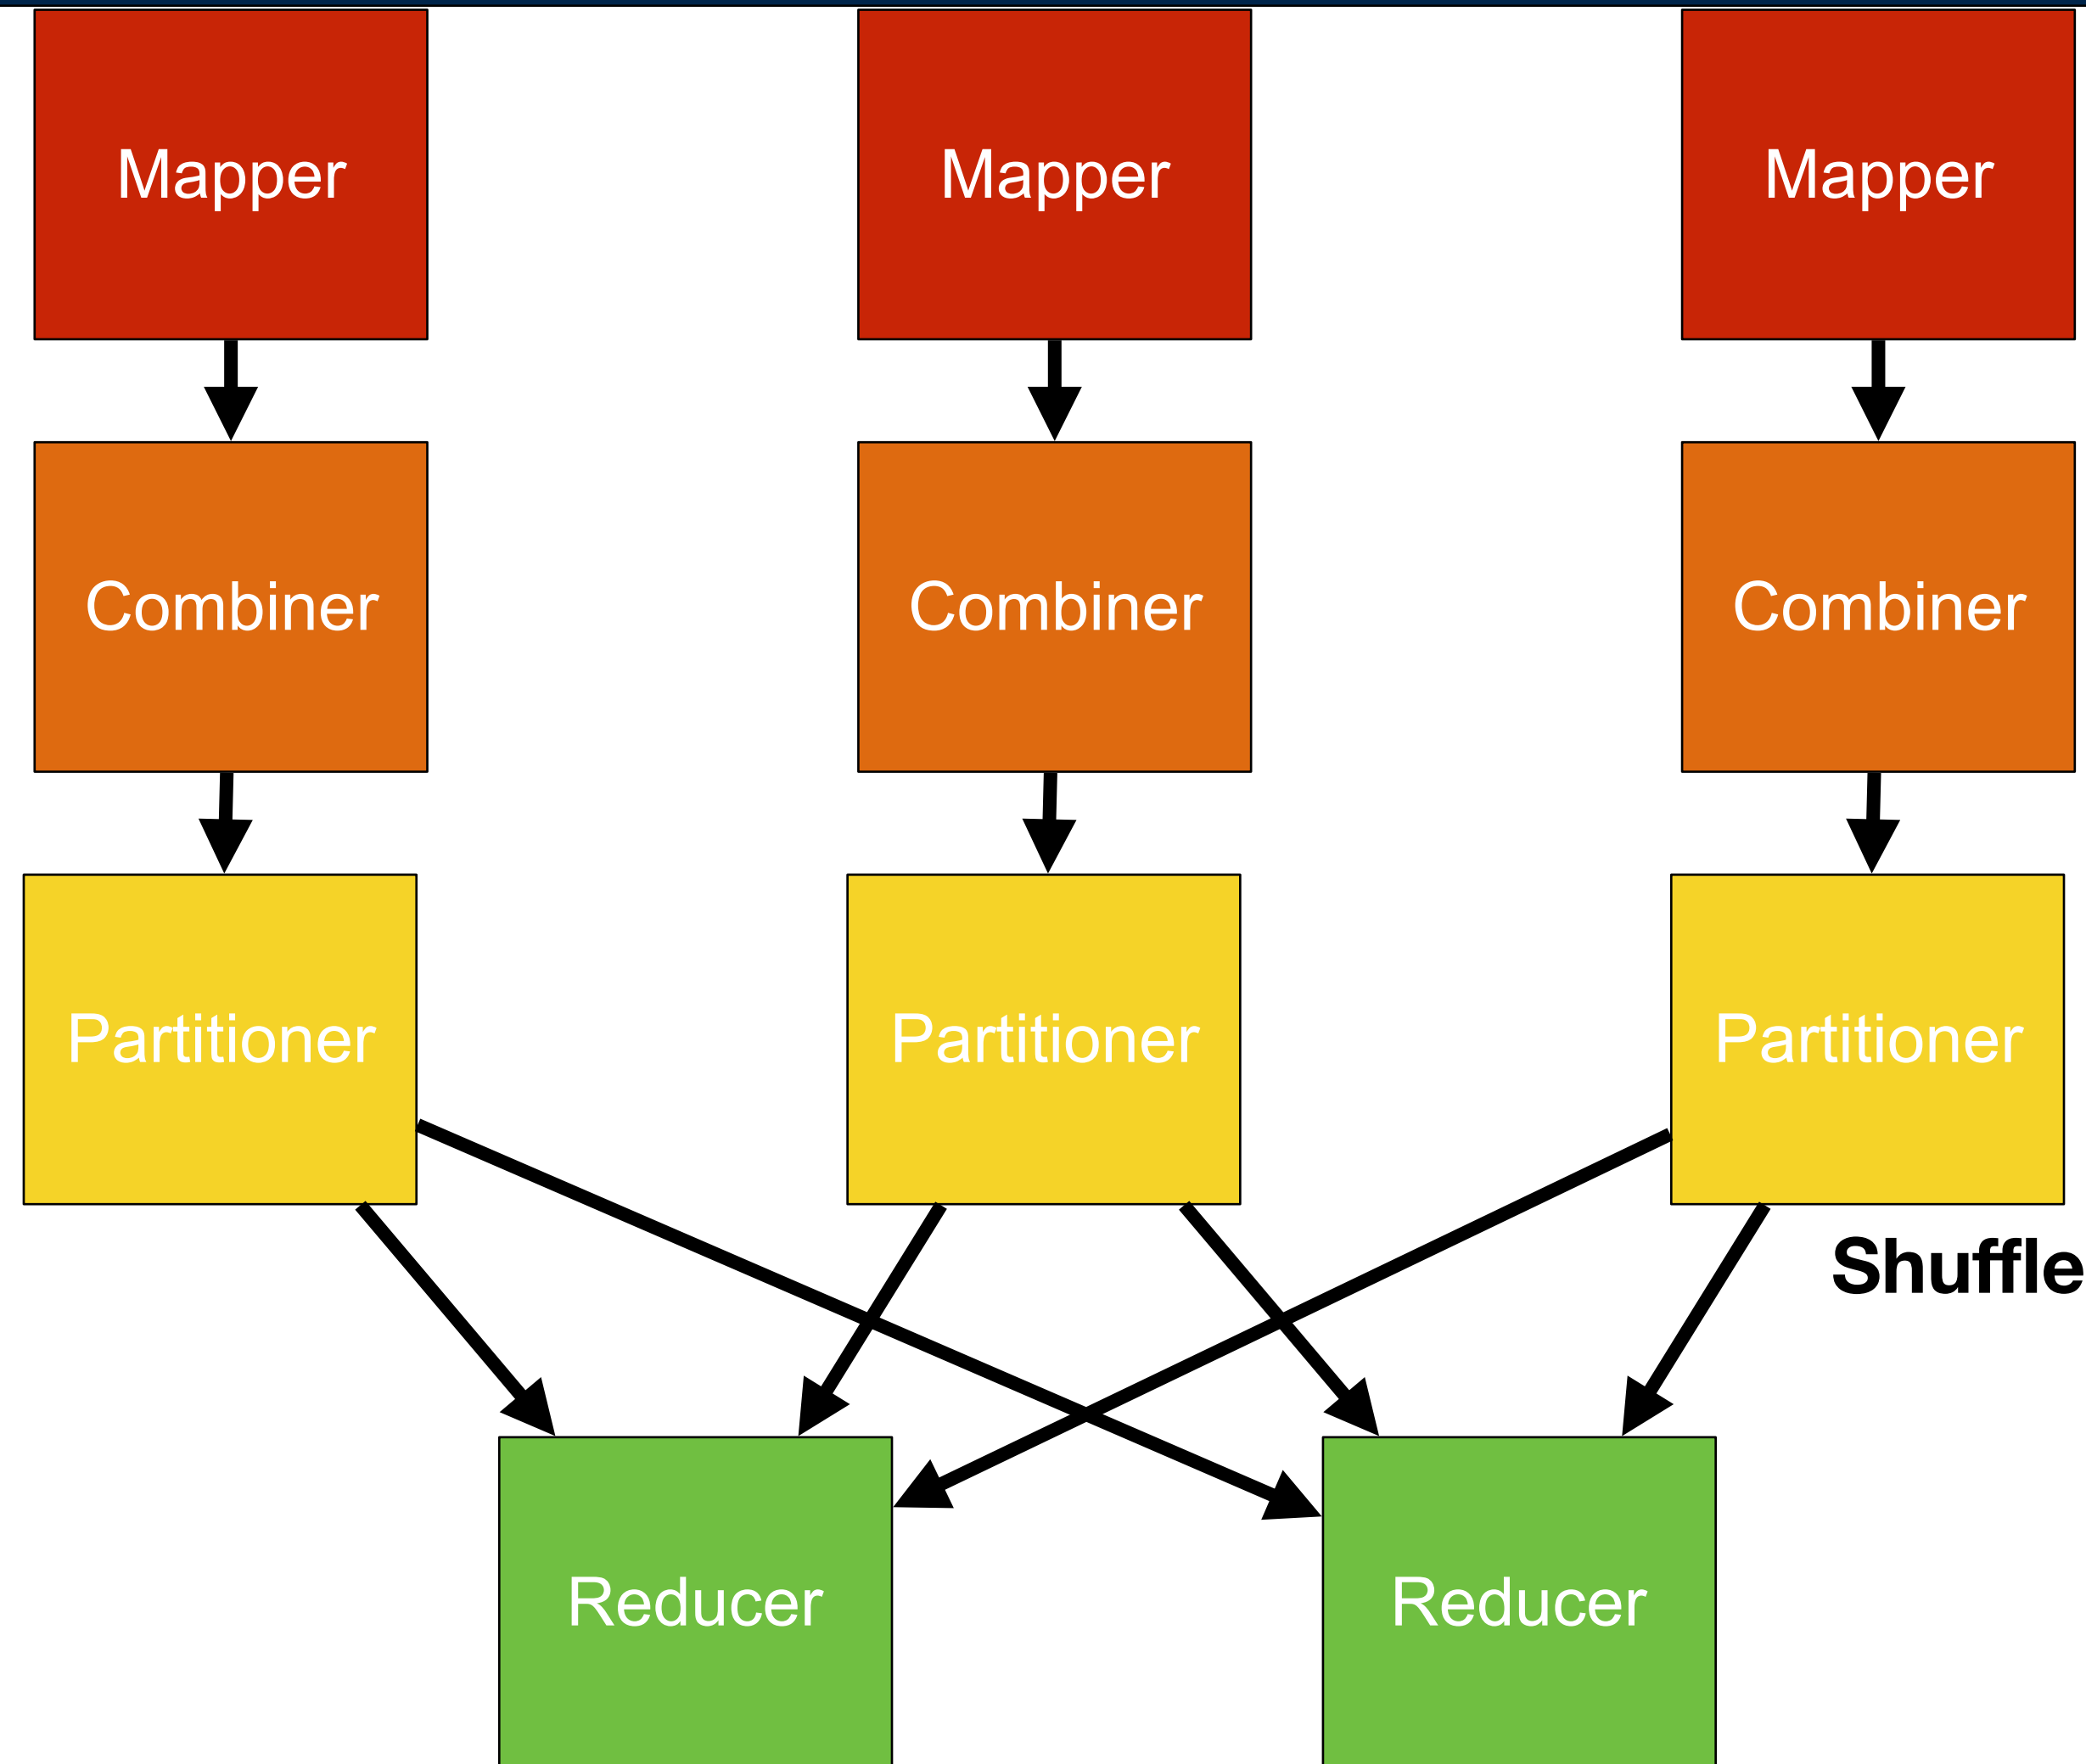 Mapper
Mapper
Mapper
Combiner
Combiner
Combiner
Partitioner
Partitioner
Partitioner
Shuffle
Reducer
Reducer